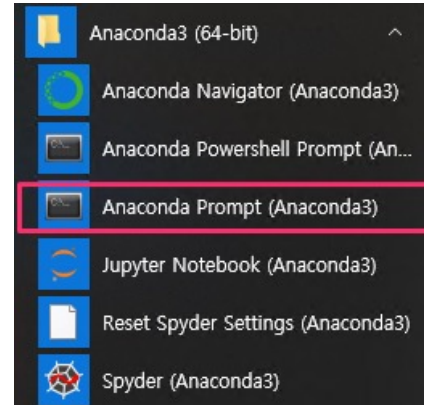 Anaconda3 (64-bit)
Anaconda Navigator (Anaconda3)
Anaconda Powershell Prompt (An...
Anaconda Prompt (Anaconda3)
Jupyter Notebook (Anaconda3)
Reset Spyder Settings (Anaconda3)
Spyder (Anaconda3)